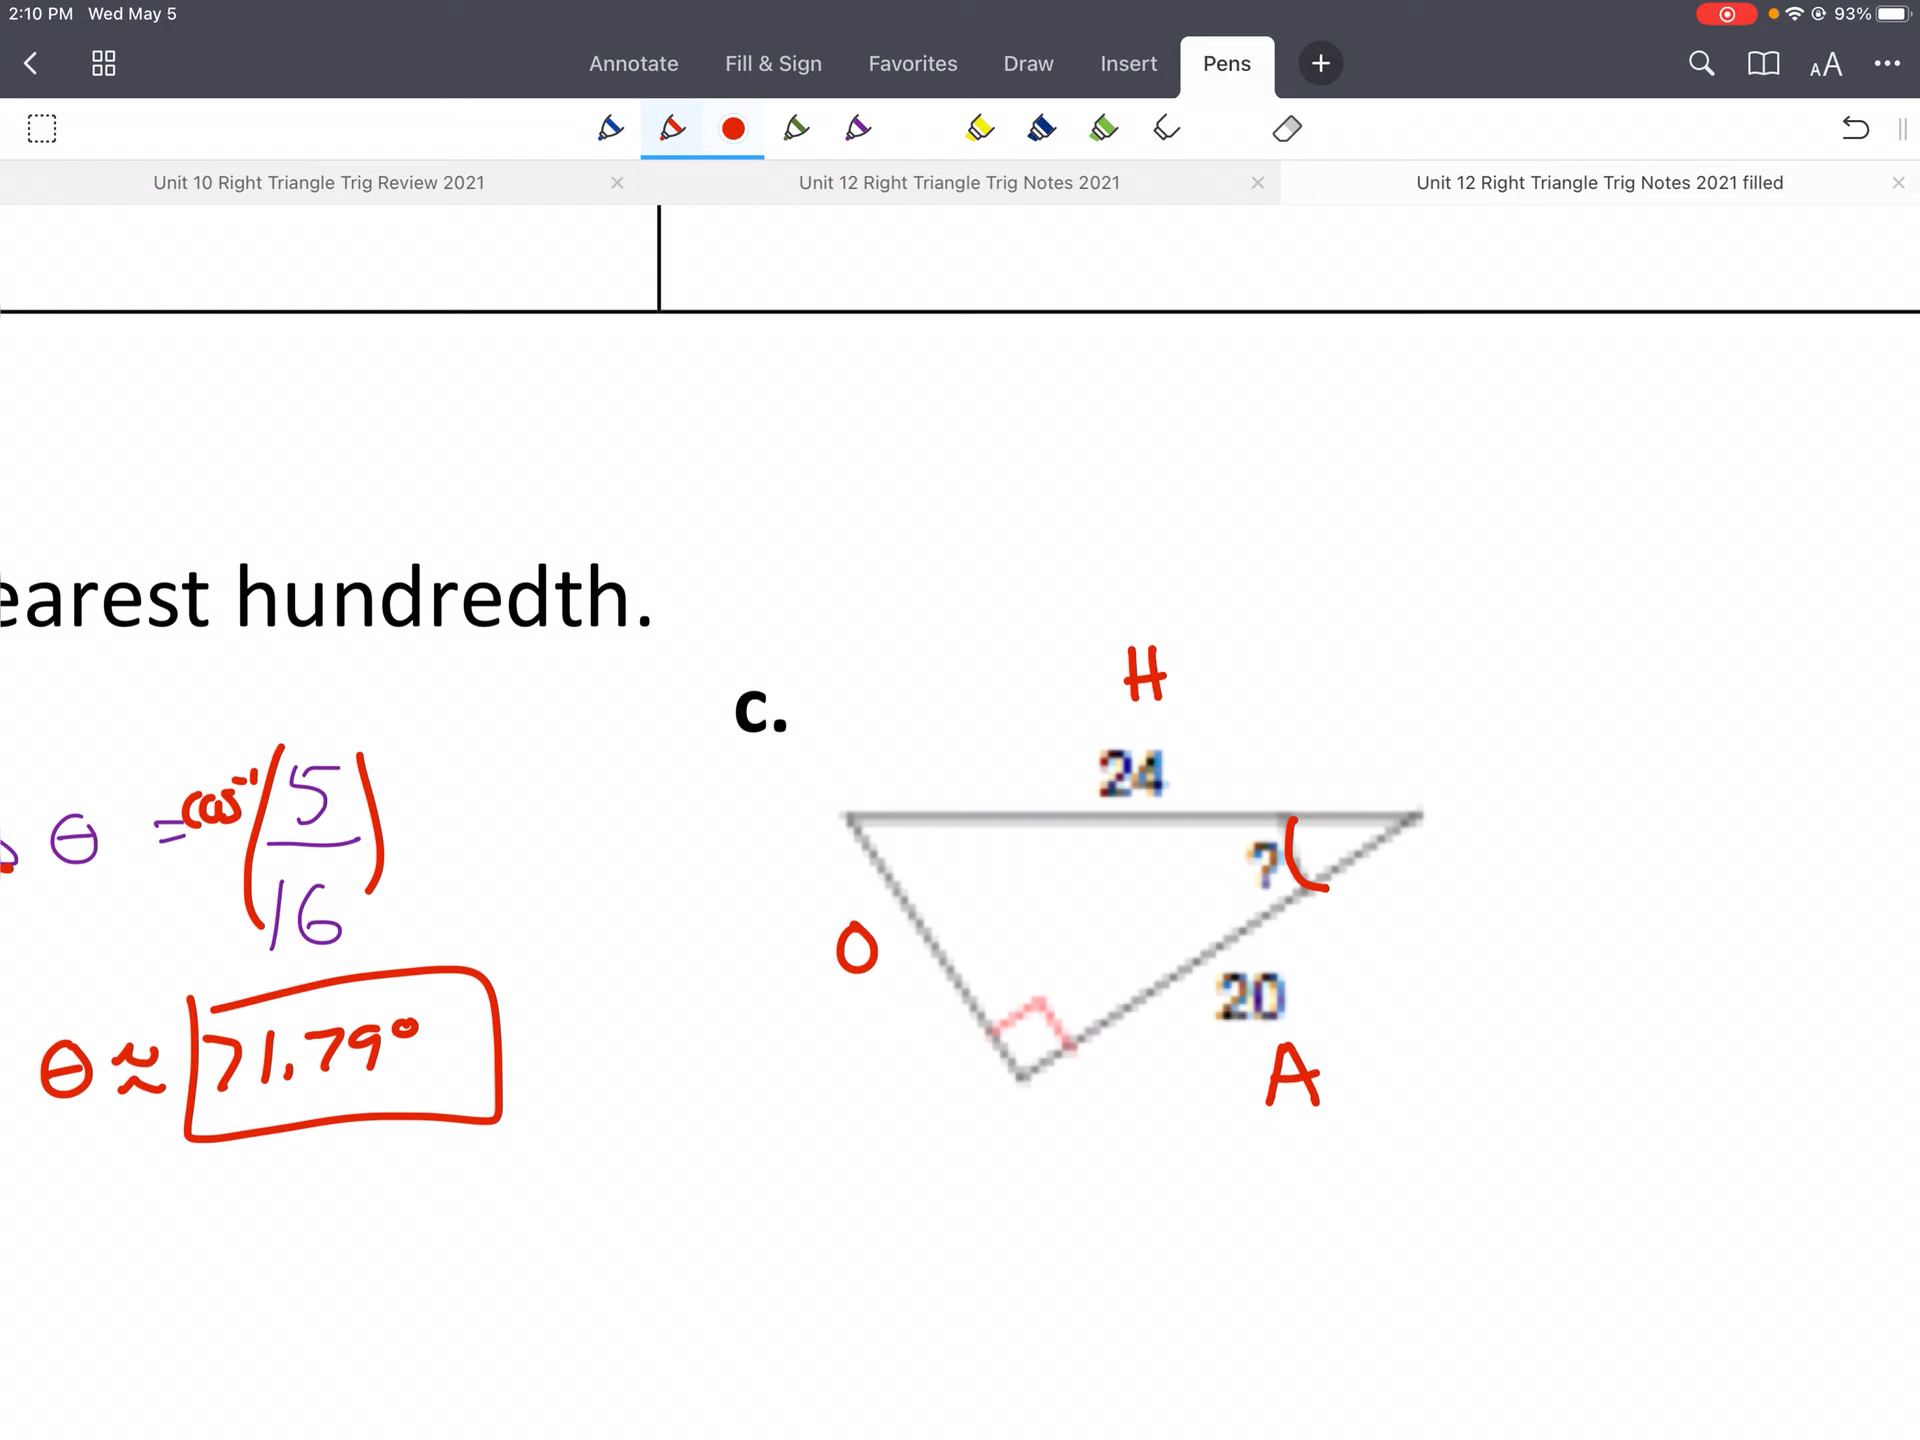 2:10 PM Wed May 5 93%
Annotate Fill & Sign Favorites Draw Insert Pens
AA
Unit 10 Right Triangle Trig Review 2021 Unit 12 Right Triangle Trig Notes 2021 Unit 12 Right Triangle Trig Notes 2021 filled
earest hundredth.
H
c.
24
θ = cos⁻¹(5/16)
?
O
20
θ ≈ 71.79°
A